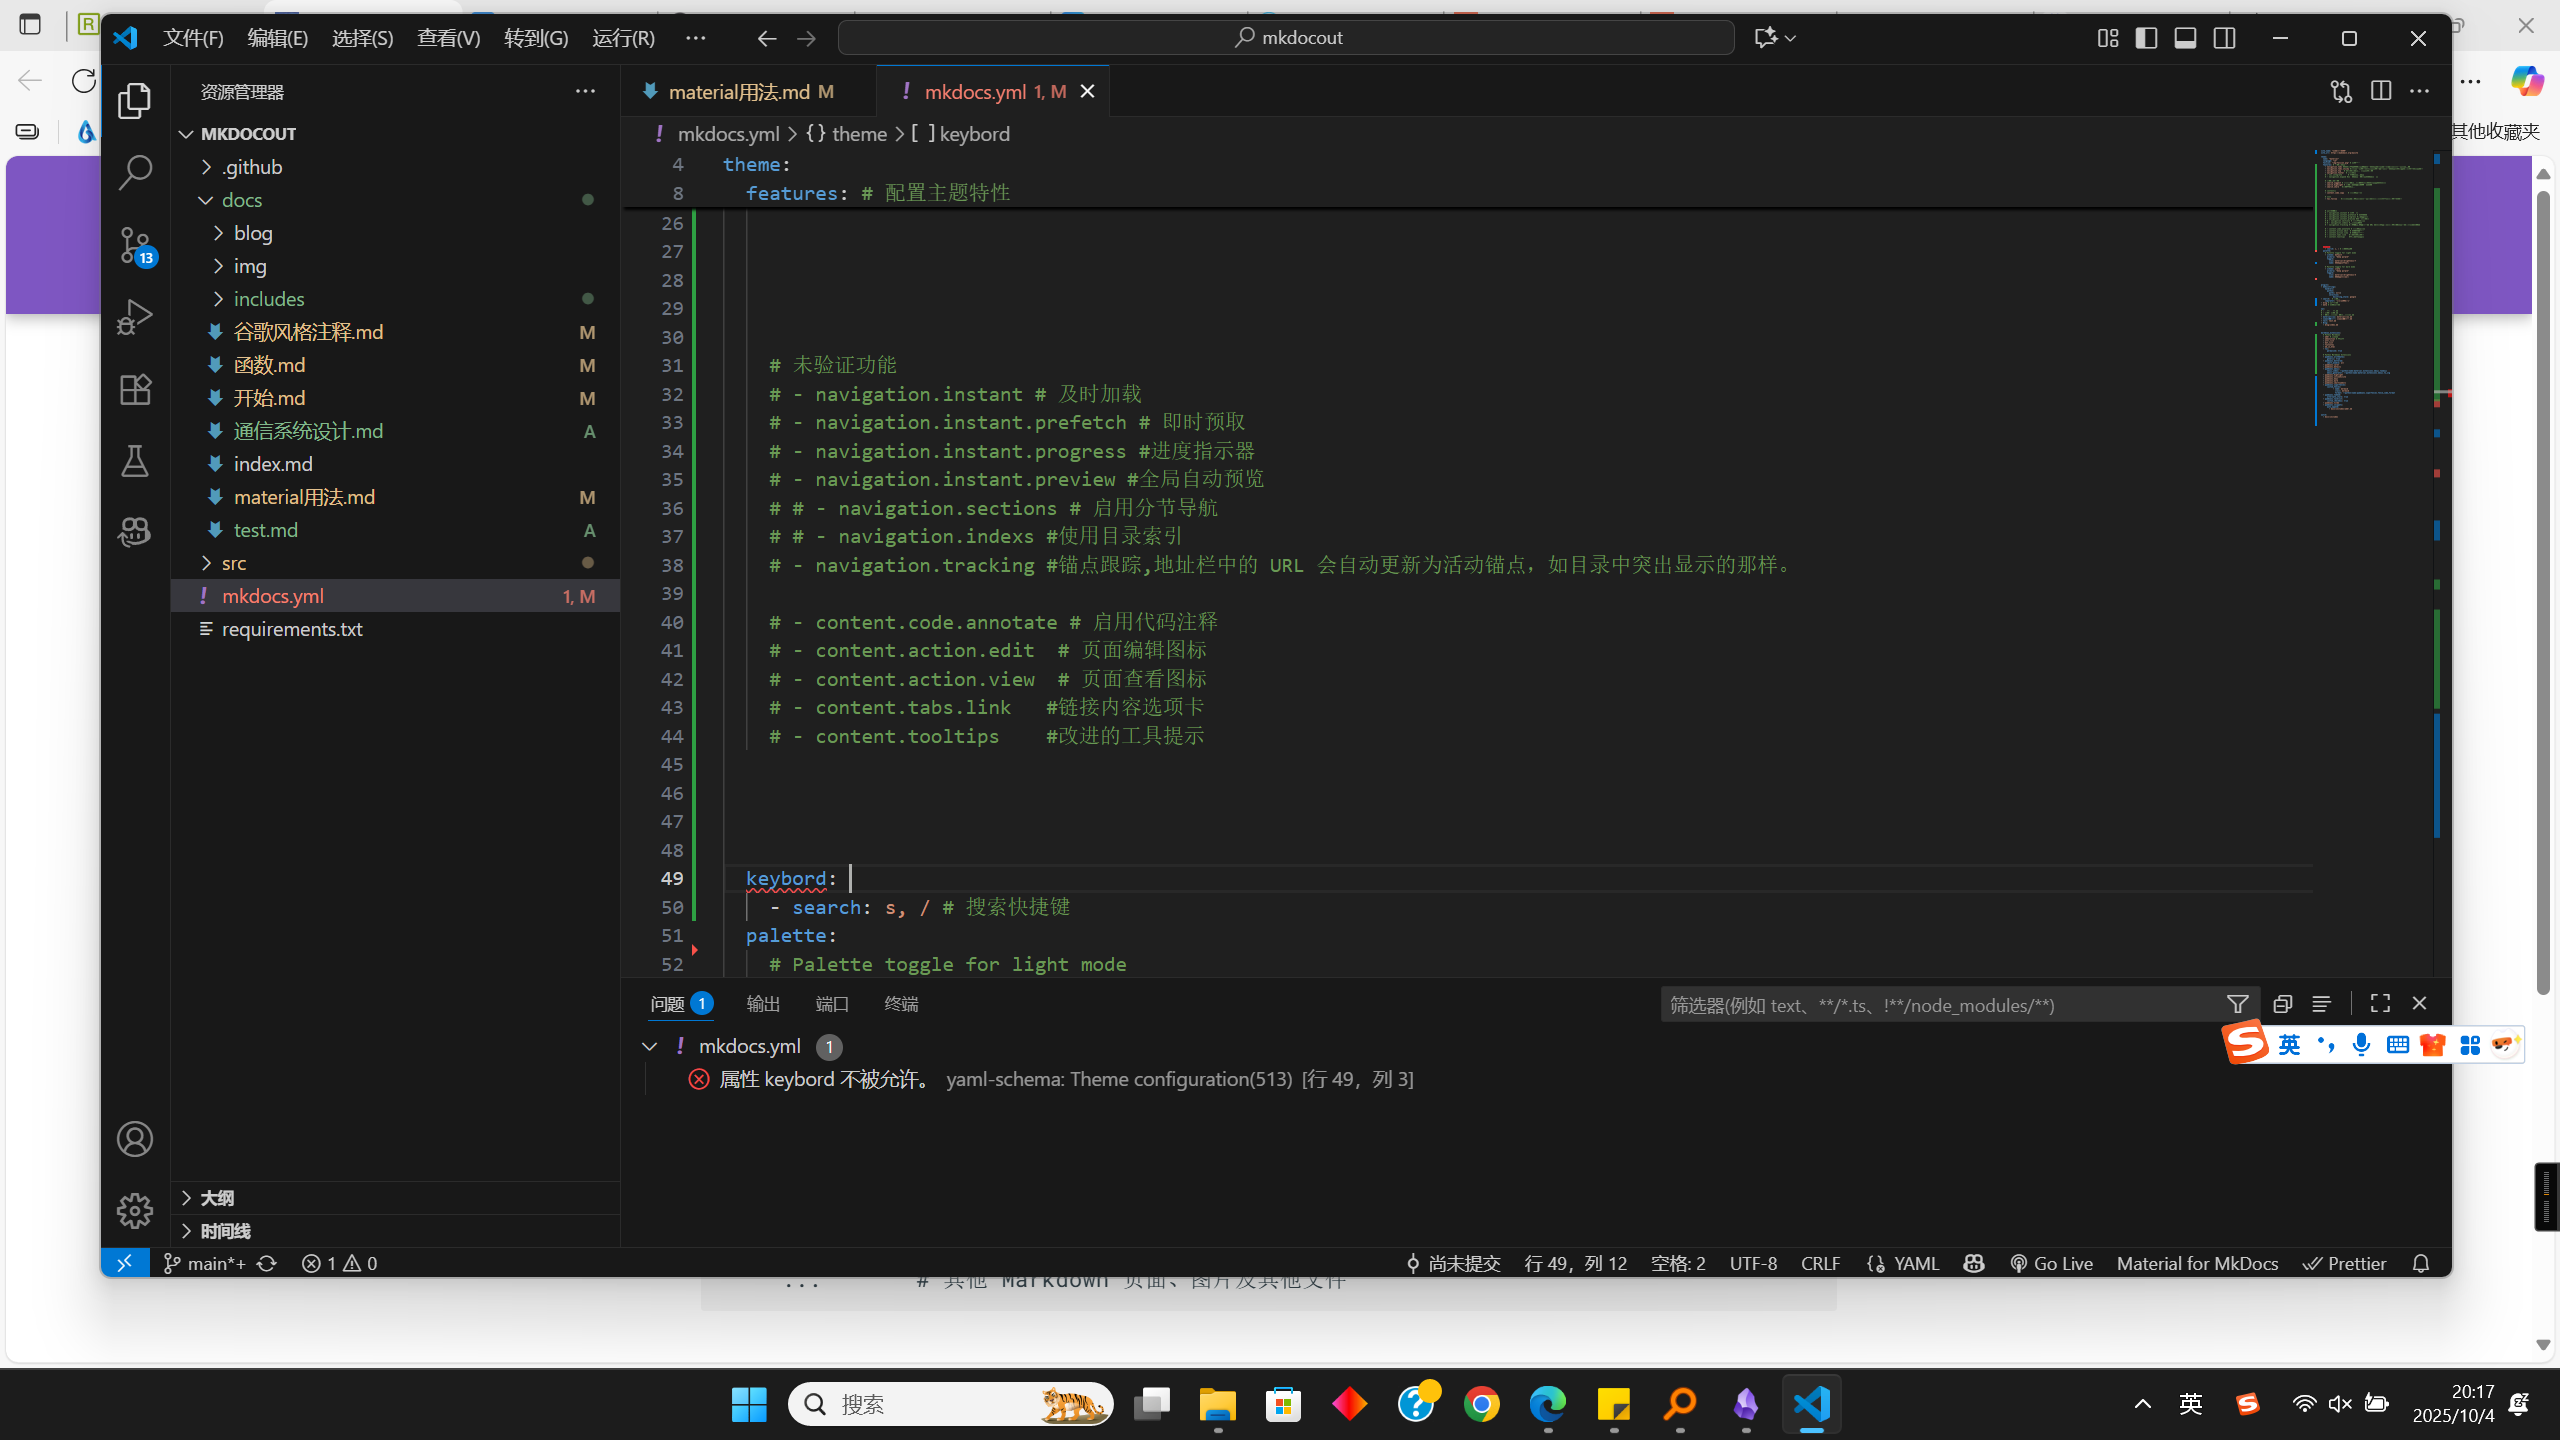 文件(F) 编辑(E) 选择(S) 查看(V) 转到(G) 运行(R) ··· mkdocout
资源管理器 ···
material用法.md M
mkdocs.yml 1, M
其他收藏夹
MKDOCOUT
.github
docs
blog
img
includes
谷歌风格注释.md M
函数.md M
开始.md M
通信系统设计.md A
index.md
material用法.md M
test.md A
src
mkdocs.yml 1, M
requirements.txt
大纲
时间线
13
! mkdocs.yml > {} theme > [ ] keybord
4 theme:
8 features: # 配置主题特性
26
27
28
29
30
31 # 未验证功能
32 # - navigation.instant # 及时加载
33 # - navigation.instant.prefetch # 即时预取
34 # - navigation.instant.progress #进度指示器
35 # - navigation.instant.preview #全局自动预览
36 # # - navigation.sections # 启用分节导航
37 # # - navigation.indexs #使用目录索引
38 # - navigation.tracking #锚点跟踪,地址栏中的 URL 会自动更新为活动锚点，如目录中突出显示的那样。
39
40 # - content.code.annotate # 启用代码注释
41 # - content.action.edit # 页面编辑图标
42 # - content.action.view # 页面查看图标
43 # - content.tabs.link #链接内容选项卡
44 # - content.tooltips #改进的工具提示
45
46
47
48
49 keybord:
50 - search: s, / # 搜索快捷键
51 palette:
52 # Palette toggle for light mode
问题 1 输出 端口 终端 筛选器(例如 text、**/*.ts、!**/node_modules/**)
! mkdocs.yml 1
属性 keybord 不被允许。 yaml-schema: Theme configuration(513) [行 49，列 3]
英
main*+ 1 0 尚未提交 行 49，列 12 空格: 2 UTF-8 CRLF YAML Go Live Material for MkDocs Prettier
... # 其他 Markdown 页面、图片及其他文件
搜索 英 20:17
2025/10/4